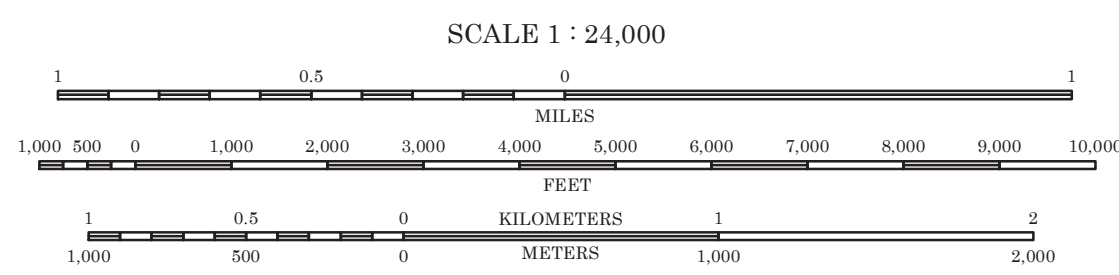 SCALE 1 : 24,000
1 0.5 0 1
MILES
1,000 500 0 1,000 2,000 3,000 4,000 5,000 6,000 7,000 8,000 9,000 10,000
FEET
1 0.5 0 KILOMETERS 1 2
1,000 500 0 METERS 1,000 2,000